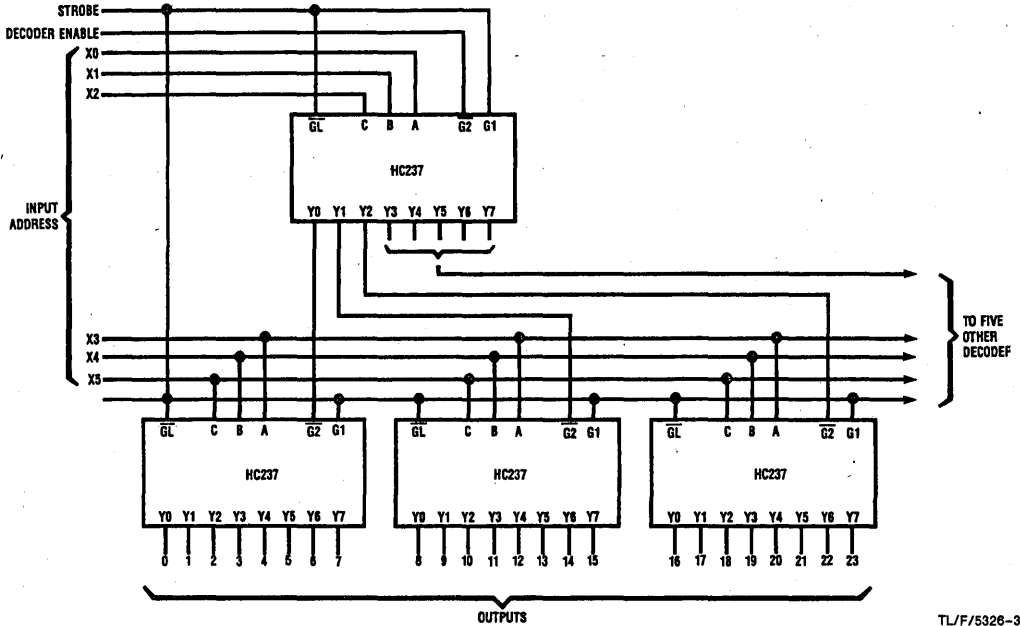 STROBE
DECODER ENABLE
X0
X1
X2
GL C B A G2 G1
HC237
INPUT
ADDRESS
Y0 Y1 Y2 Y3 Y4 Y5 Y6 Y7
X3
X4
X5
TO FIVE
OTHER
DECODEF
GL C B A G2 G1
GL C B A G2 G1
GL C B A G2 G1
HC237
HC237
HC237
Y0 Y1 Y2 Y3 Y4 Y5 Y6 Y7
Y0 Y1 Y2 Y3 Y4 Y5 Y6 Y7
Y0 Y1 Y2 Y3 Y4 Y5 Y6 Y7
0 1 2 3 4 5 6 7
8 9 10 11 12 13 14 15
16 17 18 19 20 21 22 23
OUTPUTS
TL/F/5326-3